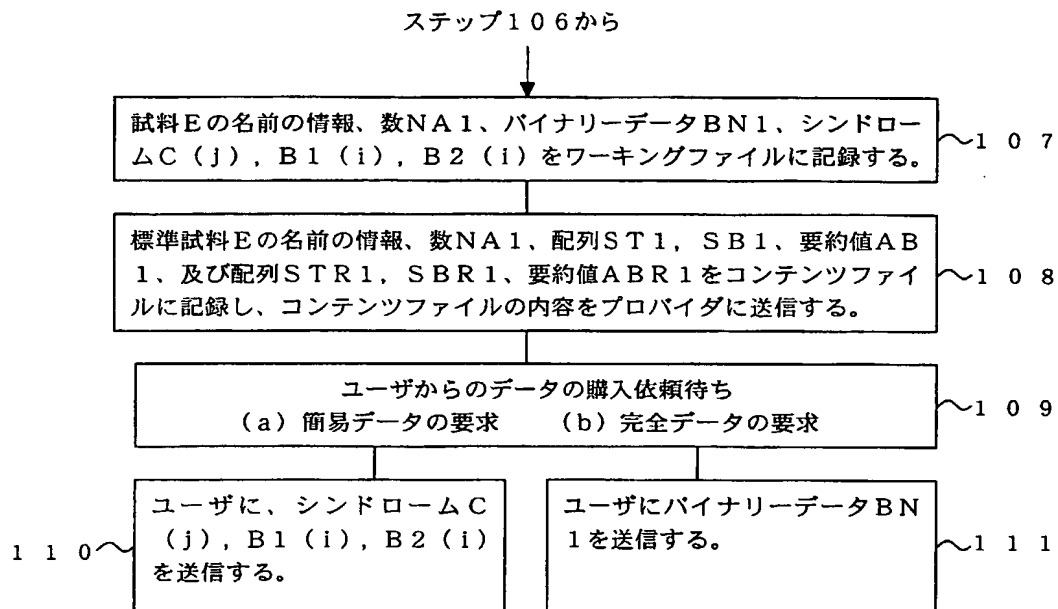 ステップ１０６から
試料Ｅの名前の情報、数ＮＡ１、バイナリーデータＢＮ１、シンドロー
ムＣ（ｊ），Ｂ１（ｉ），Ｂ２（ｉ）をワーキングファイルに記録する。
１０７
標準試料Ｅの名前の情報、数ＮＡ１、配列ＳＴ１，ＳＢ１、要約値ＡＢ
１、及び配列ＳＴＲ１，ＳＢＲ１、要約値ＡＢＲ１をコンテンツファイ
ルに記録し、コンテンツファイルの内容をプロバイダに送信する。
１０８
ユーザからのデータの購入依頼待ち
（ａ）簡易データの要求　（ｂ）完全データの要求
１０９
ユーザに、シンドロームＣ
（ｊ），Ｂ１（ｉ），Ｂ２（ｉ）
を送信する。
１１０
ユーザにバイナリーデータＢＮ
１を送信する。
１１１